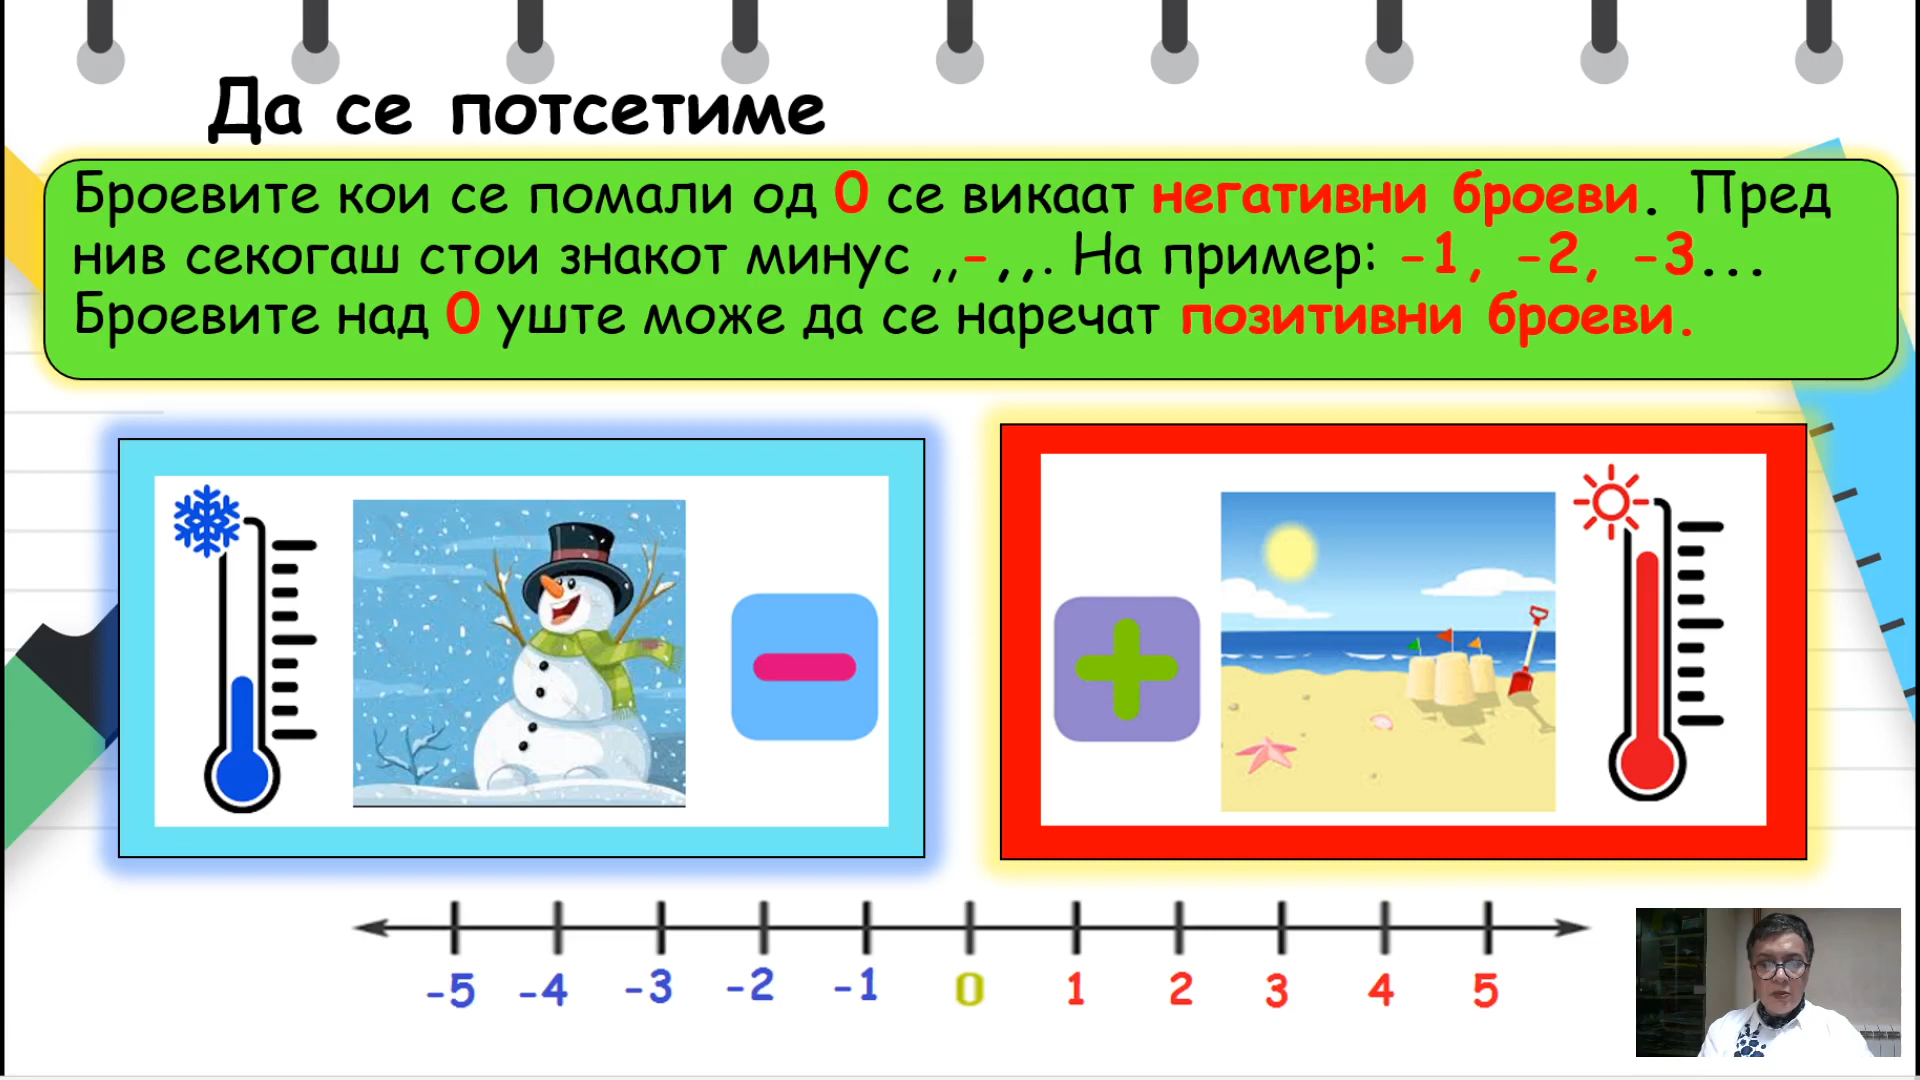 Да се потсетиме
Броевите кои се помали од 0 се викаат негативни броеви. Пред
нив секогаш стои знакот минус ,,-,,. На пример: -1, -2, -3...
Броевите над 0 уште може да се наречат позитивни броеви.
-5 -4 -3 -2 -1 0 1 2 3 4 5